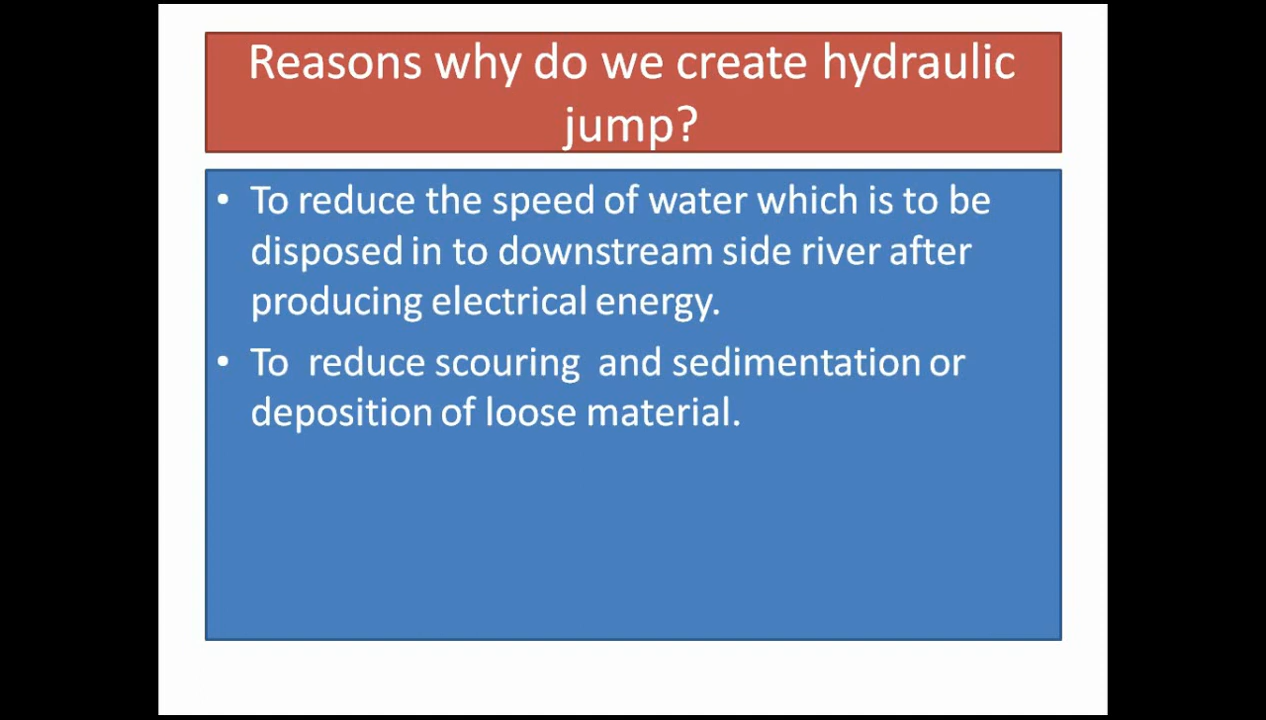 Reasons why do we create hydraulic
jump?
• To reduce the speed of water which is to be
disposed in to downstream side river after
producing electrical energy.
• To reduce scouring and sedimentation or
deposition of loose material.